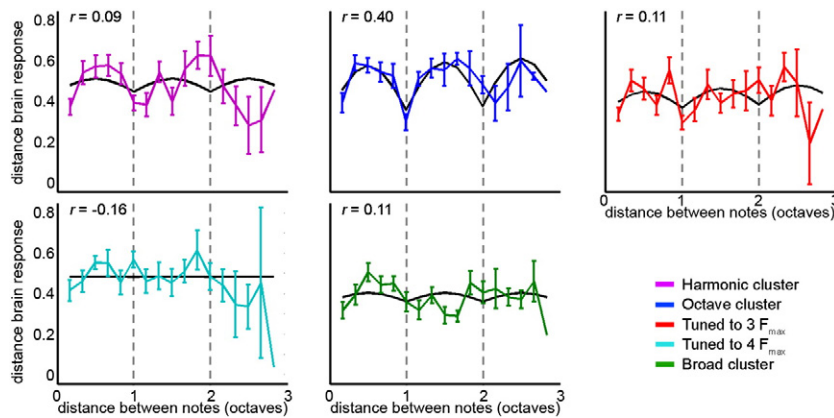 r = 0.09
r = 0.40
r = 0.11
0.8
0.6
0.4
0.2
0
distance brain response
0 1 2 3
distance between notes (octaves)
r = -0.16
r = 0.11
0.8
0.6
0.4
0.2
0
distance brain response
0 1 2 3
distance between notes (octaves)
0 1 2 3
distance between notes (octaves)
Harmonic cluster
Octave cluster
Tuned to 3 Fmax
Tuned to 4 Fmax
Broad cluster